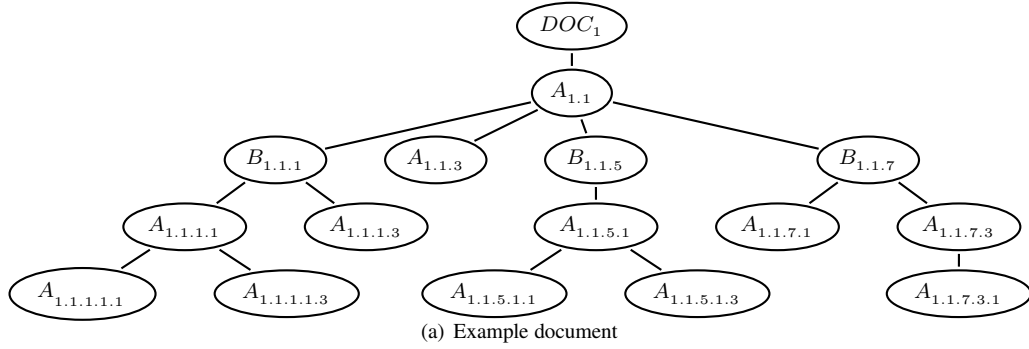 DOC₁
A₁.₁
B₁.₁.₁ A₁.₁.₃ B₁.₁.₅ B₁.₁.₇
A₁.₁.₁.₁ A₁.₁.₁.₃ A₁.₁.₅.₁ A₁.₁.₇.₁ A₁.₁.₇.₃
A₁.₁.₁.₁.₁ A₁.₁.₁.₁.₃ A₁.₁.₅.₁.₁ A₁.₁.₅.₁.₃ A₁.₁.₇.₃.₁
(a) Example document